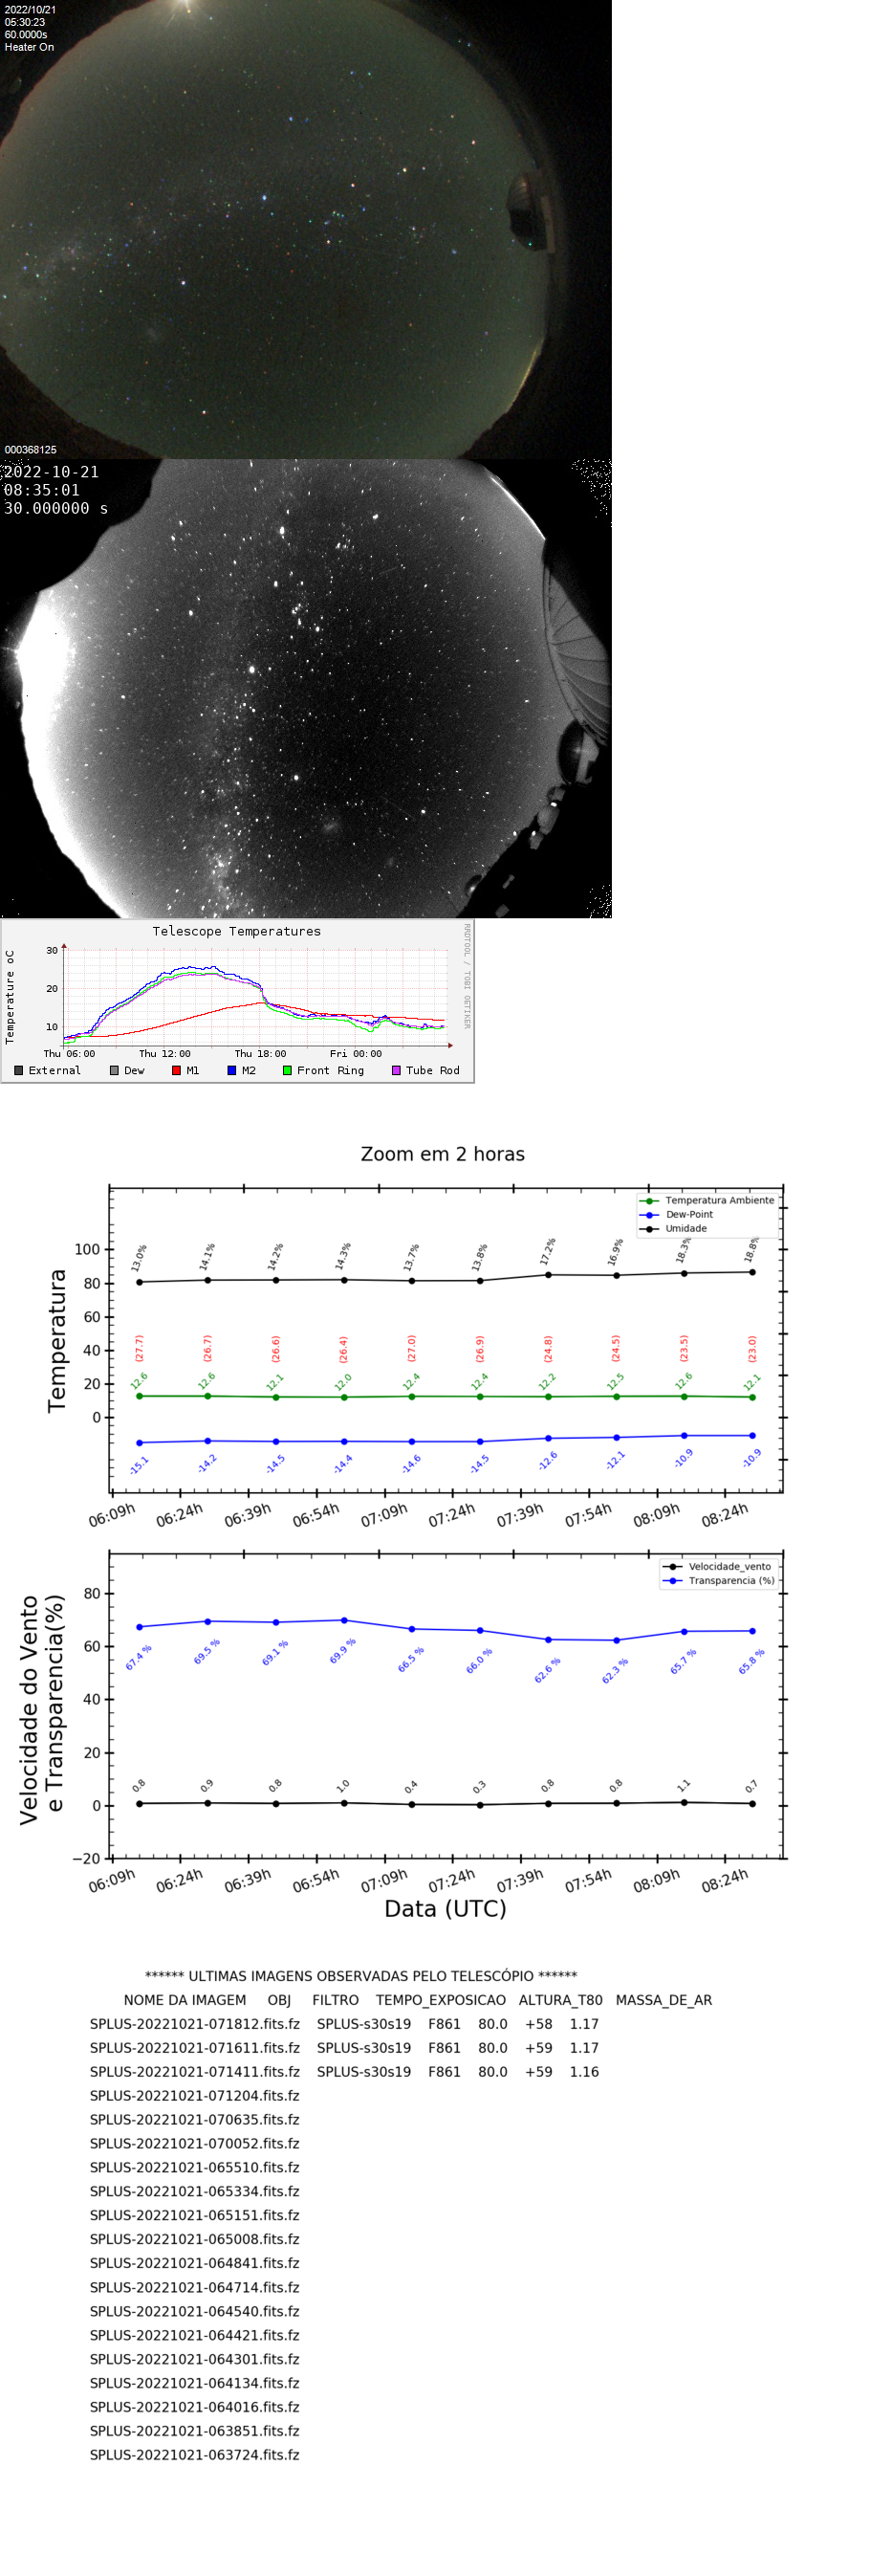 2022/10/21
05:30:23
60.0000s
Heater On
000368125
2022-10-21
08:35:01
30.000000 s
Telescope Temperatures
RRDTOOL / TOBI OETIKER
Temperature oC
30
20
10
Thu 06:00 Thu 12:00 Thu 18:00 Fri 00:00
External Dew M1 M2 Front Ring Tube Rod
Zoom em 2 horas
Temperatura Ambiente
Dew-Point
Umidade
Temperatura
100
80
60
40
20
0
13.0% 14.1% 14.2% 14.3% 13.7% 13.8% 17.2% 16.9% 18.3% 18.8%
(27.7) (26.7) (26.6) (26.4) (27.0) (26.9) (24.8) (24.5) (23.5) (23.0)
12.6 12.6 12.1 12.0 12.4 12.4 12.2 12.5 12.6 12.1
-15.1 -14.2 -14.5 -14.4 -14.6 -14.5 -12.6 -12.1 -10.9 -10.9
06:09h 06:24h 06:39h 06:54h 07:09h 07:24h 07:39h 07:54h 08:09h 08:24h
Velocidade_vento
Transparencia (%)
Velocidade do Vento
e Transparencia(%)
80
60
40
20
0
−20
67.4 % 69.5 % 69.1 % 69.9 % 66.5 % 66.0 % 62.6 % 62.3 % 65.7 % 65.8 %
0.8 0.9 0.8 1.0 0.4 0.3 0.8 0.8 1.1 0.7
06:09h 06:24h 06:39h 06:54h 07:09h 07:24h 07:39h 07:54h 08:09h 08:24h
Data (UTC)
****** ULTIMAS IMAGENS OBSERVADAS PELO TELESCÓPIO ******
NOME DA IMAGEM OBJ FILTRO TEMPO_EXPOSICAO ALTURA_T80 MASSA_DE_AR
SPLUS-20221021-071812.fits.fz SPLUS-s30s19 F861 80.0 +58 1.17
SPLUS-20221021-071611.fits.fz SPLUS-s30s19 F861 80.0 +59 1.17
SPLUS-20221021-071411.fits.fz SPLUS-s30s19 F861 80.0 +59 1.16
SPLUS-20221021-071204.fits.fz
SPLUS-20221021-070635.fits.fz
SPLUS-20221021-070052.fits.fz
SPLUS-20221021-065510.fits.fz
SPLUS-20221021-065334.fits.fz
SPLUS-20221021-065151.fits.fz
SPLUS-20221021-065008.fits.fz
SPLUS-20221021-064841.fits.fz
SPLUS-20221021-064714.fits.fz
SPLUS-20221021-064540.fits.fz
SPLUS-20221021-064421.fits.fz
SPLUS-20221021-064301.fits.fz
SPLUS-20221021-064134.fits.fz
SPLUS-20221021-064016.fits.fz
SPLUS-20221021-063851.fits.fz
SPLUS-20221021-063724.fits.fz